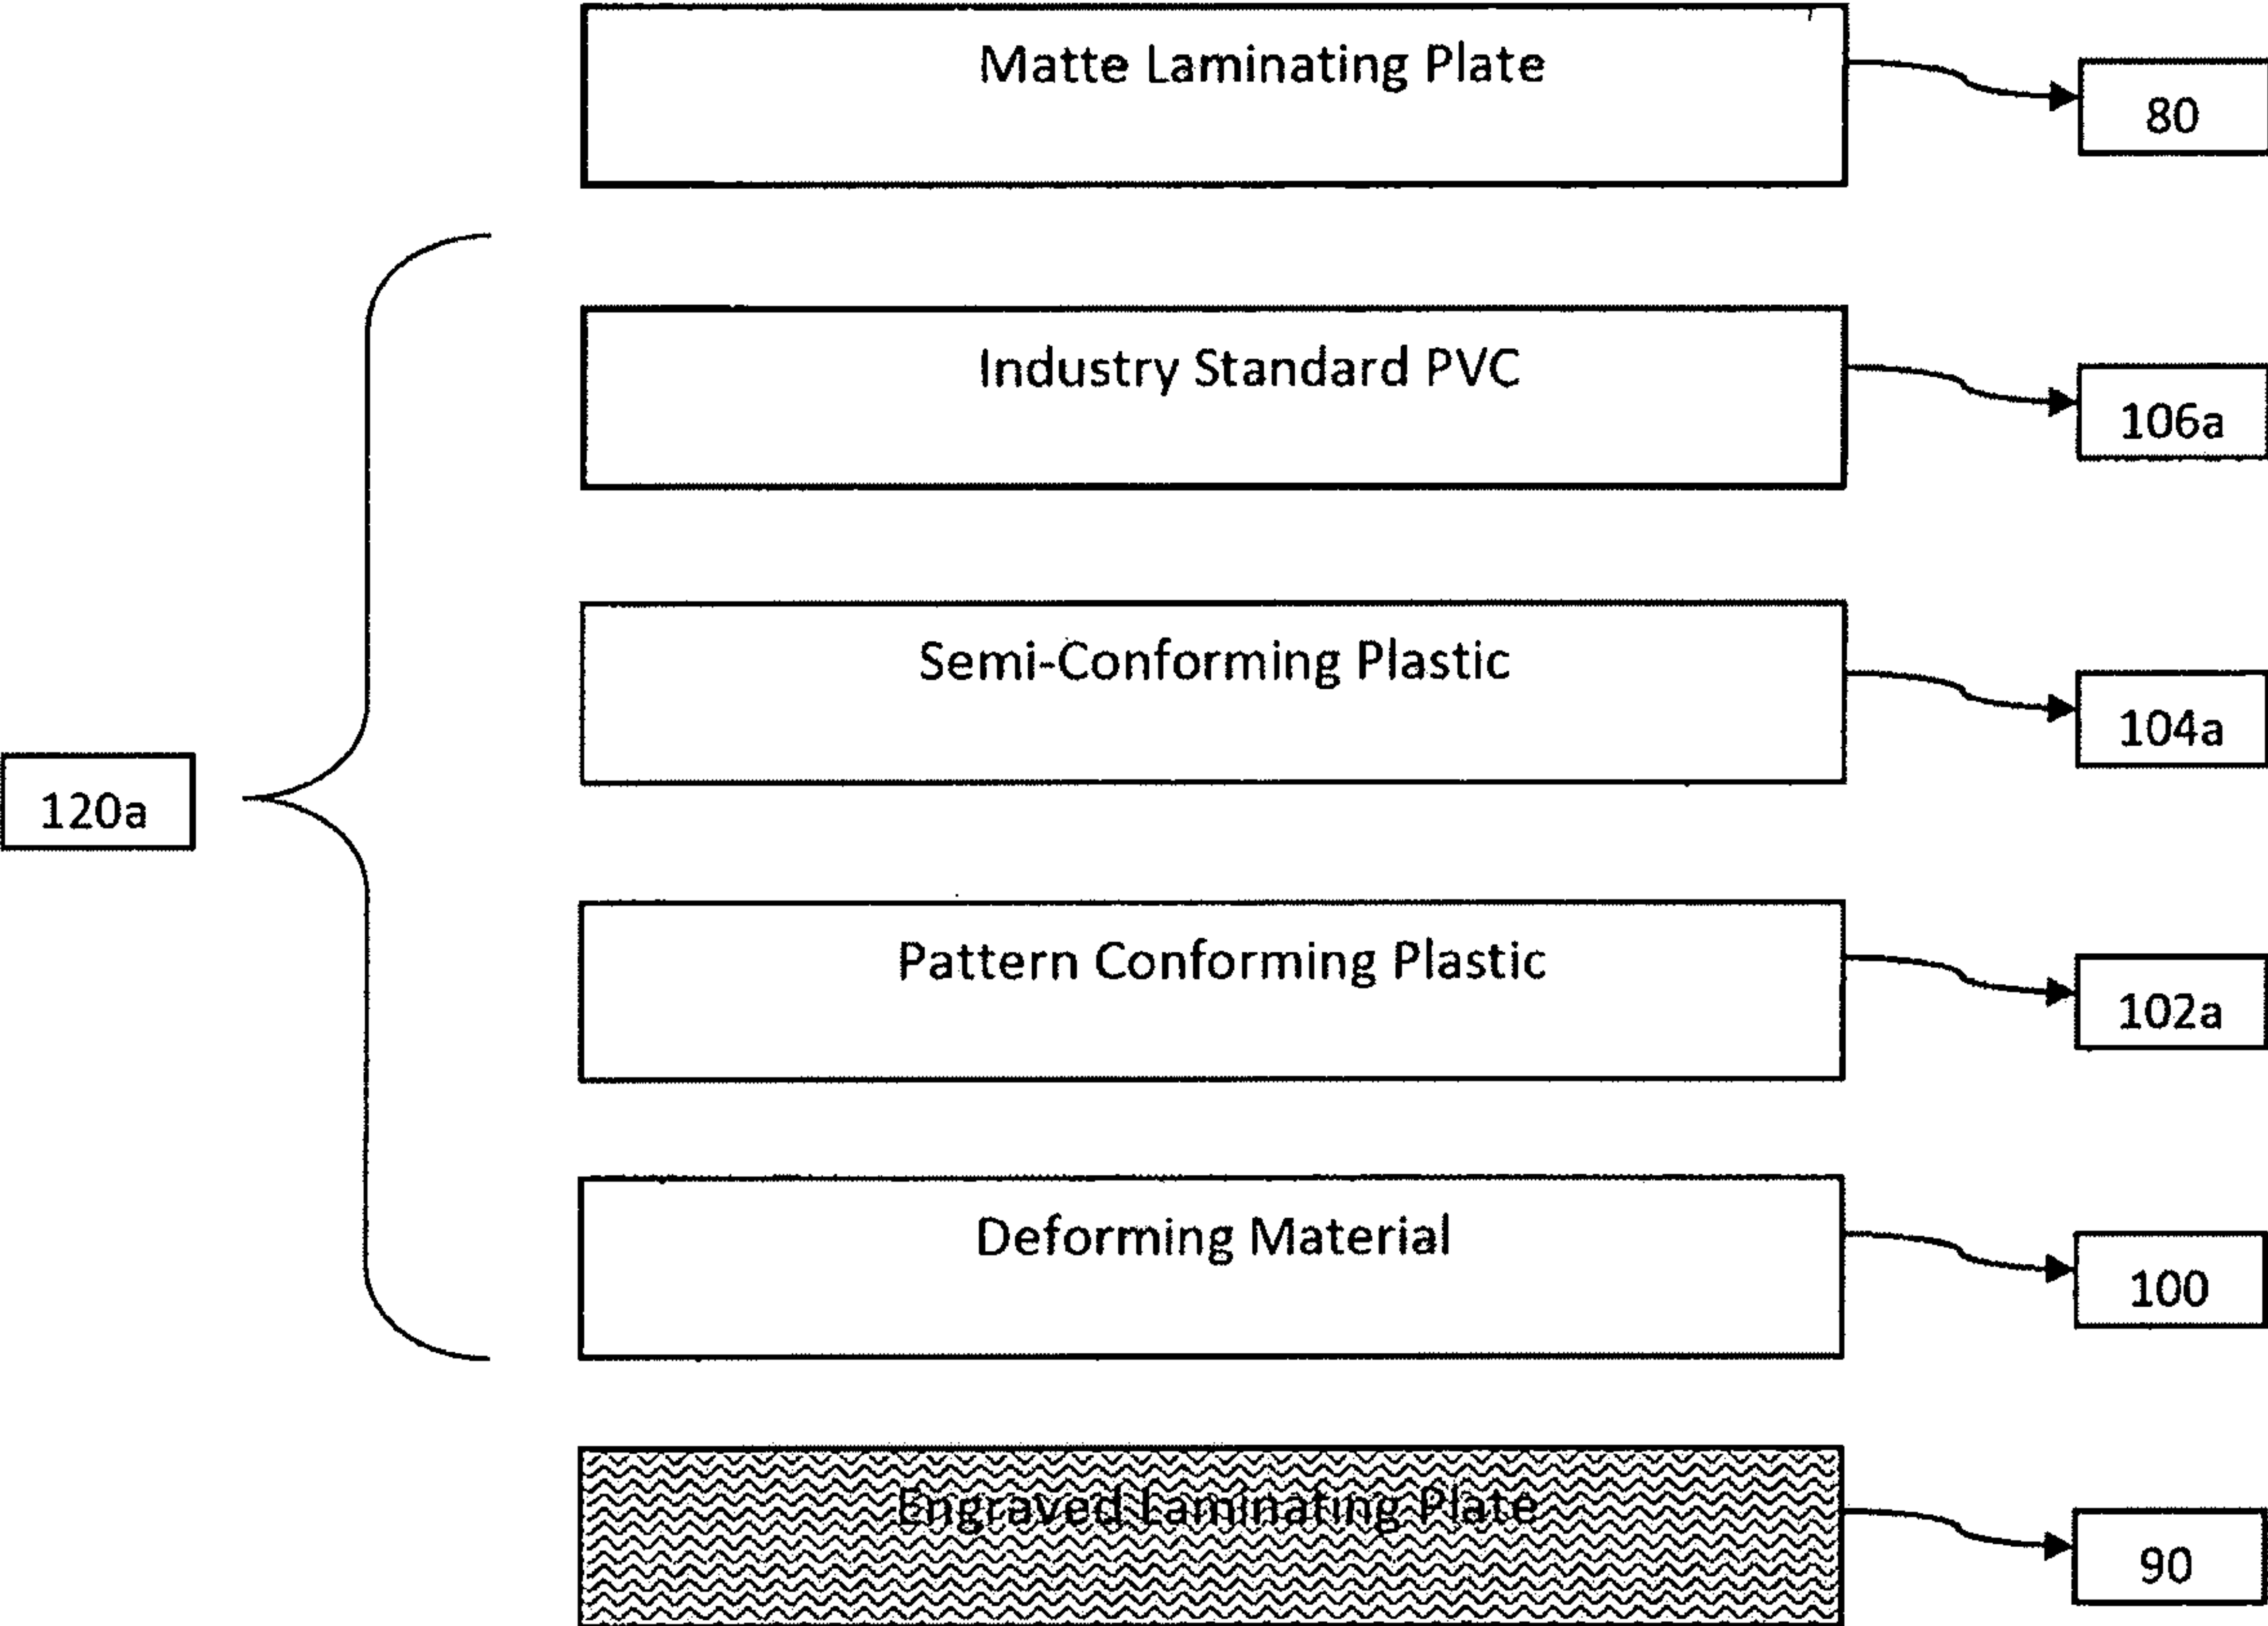 Matte Laminating Plate
80
Industry Standard PVC
106a
Semi-Conforming Plastic
104a
120a
Pattern Conforming Plastic
102a
Deforming Material
100
Engraved Laminating Plate
90